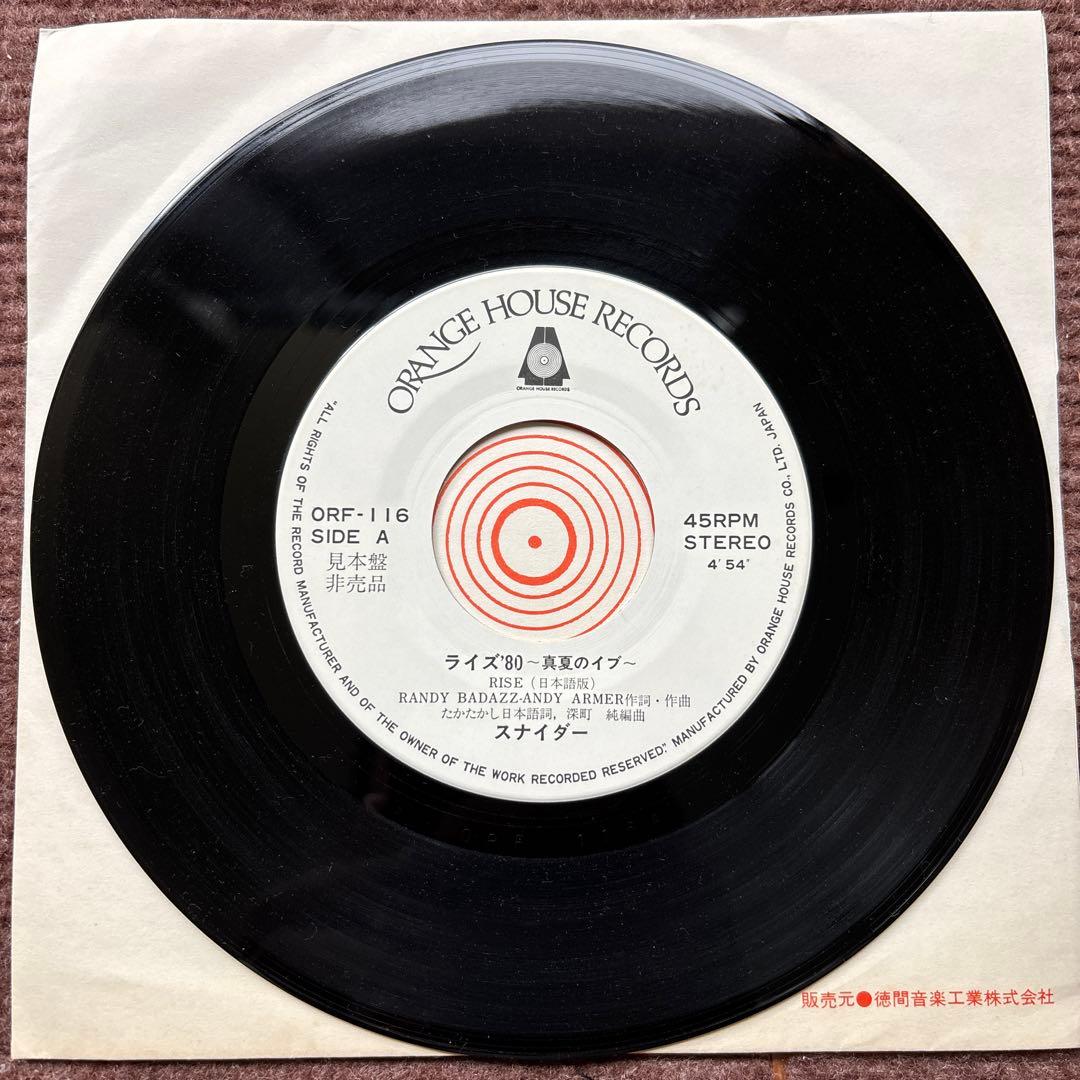 ORANGE HOUSE RECORDS
ORANGE HOUSE RECORDS
ORF-116
SIDE A
見本盤
非売品
45RPM
STEREO
4'54"
ライズ'80～真夏のイブ～
RISE（日本語版）
RANDY BADAZZ-ANDY ARMER作詞・作曲
たかたかし日本語詞，深町 純編曲
スナイダー
"ALL RIGHTS OF THE RECORD MANUFACTURER AND OF THE OWNER OF THE WORK RECORDED RESERVED". MANUFACTURED BY ORANGE HOUSE RECORDS CO., LTD. JAPAN
販売元●徳間音楽工業株式会社